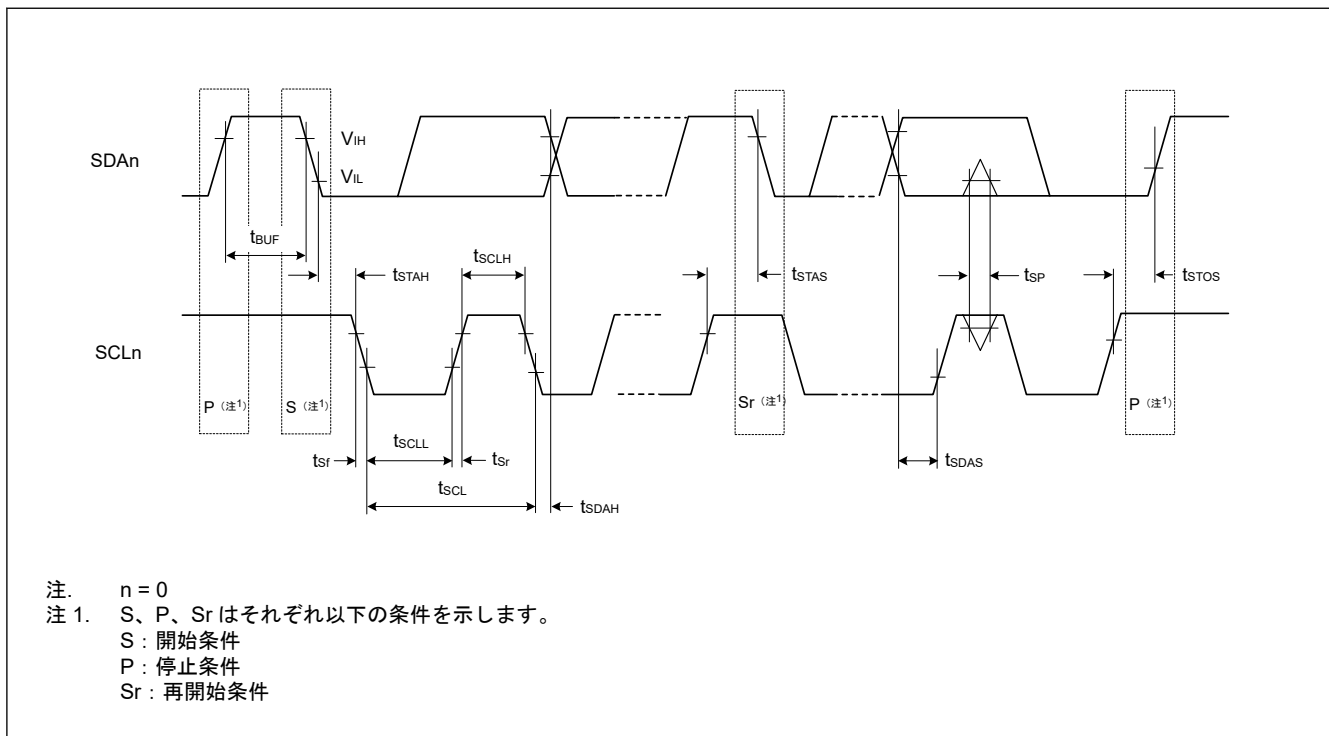 SDAn
VIH
VIL
tBUF
tSTAH
tSCLH
tSTAS
tSP
tSTOS
SCLn
P（注1）
S（注1）
Sr（注1）
P（注1）
tSf
tSCLL
tSr
tSDAS
tSCL
tSDAH
注. n = 0
注 1. S、P、Sr はそれぞれ以下の条件を示します。
S：開始条件
P：停止条件
Sr：再開始条件